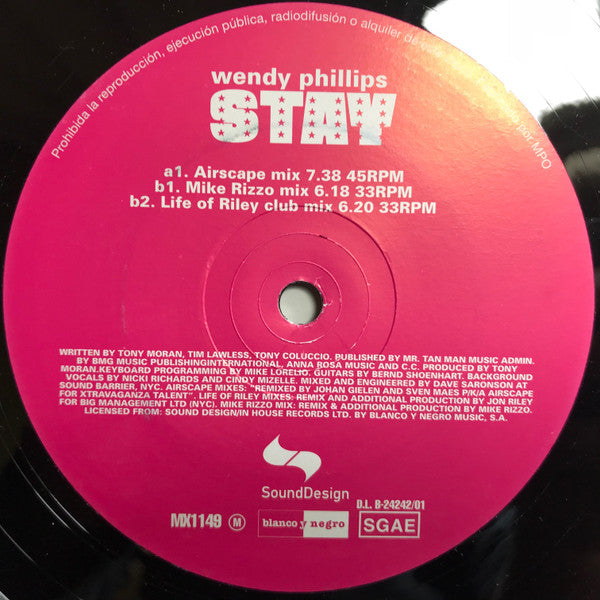 Prohibida la reproducción, ejecución pública, radiodifusión o alquiler de
por MPO
wendy phillips
STAY
a1. Airscape mix 7.38 45RPM
b1. Mike Rizzo mix 6.18 33RPM
b2. Life of Riley club mix 6.20 33RPM
WRITTEN BY TONY MORAN, TIM LAWLESS, TONY COLUCCIO. PUBLISHED BY MR. TAN MAN MUSIC ADMIN.
BY BMG MUSIC PUBLISHINGINTERNATIONAL, ANNA ROSA MUSIC AND C.C. PRODUCED BY TONY
MORAN.KEYBOARD PROGRAMMING BY MIKE LORELIO. GUITARS BY BERND SHOENHART. BACKGROUND
VOCALS BY NICKI RICHARDS AND CINDY MIZELLE. MIXED AND ENGINEERED BY DAVE SARONSON AT
SOUND BARRIER, NYC. AIRSCAPE MIXES: "REMIXED BY JOHAN GIELEN AND SVEN MAES P/K/A AIRSCAPE
FOR XTRAVAGANZA TALENT". LIFE OF RILEY MIXES: REMIX AND ADDITIONAL PRODUCTION BY JON RILEY
FOR BIG MANAGEMENT LTD (NYC). MIKE RIZZO MIX: REMIX & ADDITIONAL PRODUCTION BY MIKE RIZZO.
LICENSED FROM: SOUND DESIGN/IN HOUSE RECORDS LTD. BY BLANCO Y NEGRO MUSIC, S.A.
SoundDesign
D.L. B-24242/01
MX1149 M blanco y negro SGAE